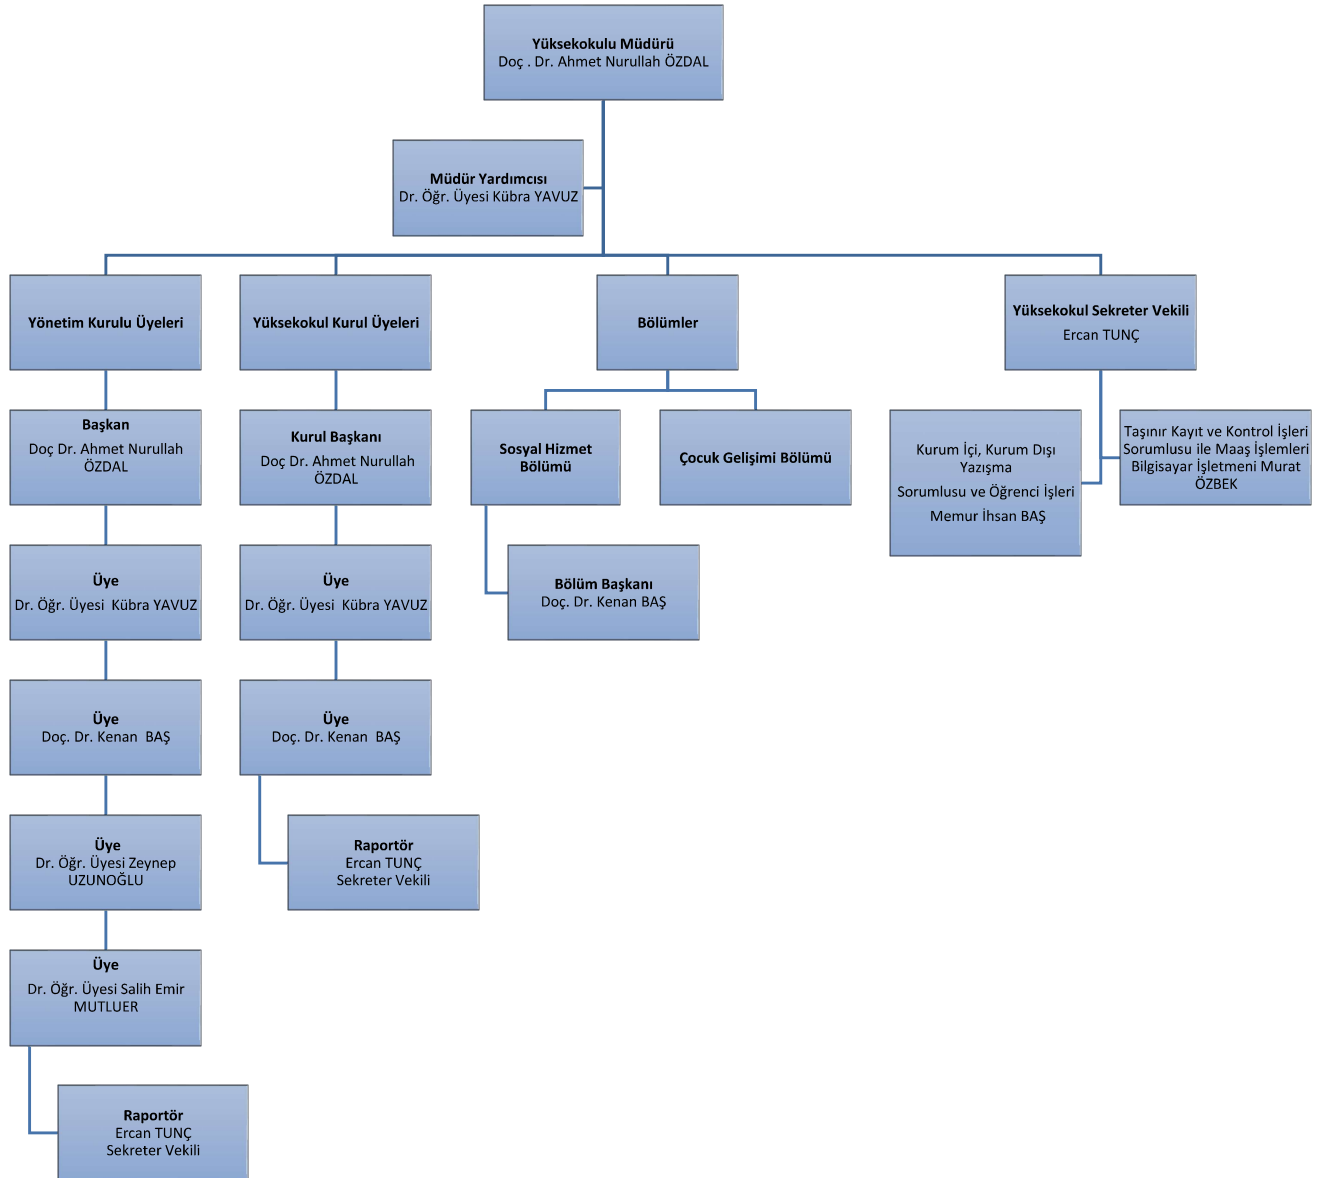 Yüksekokulu Müdürü
Doç . Dr. Ahmet Nurullah ÖZDAL
Müdür Yardımcısı
Dr. Öğr. Üyesi Kübra YAVUZ
Yönetim Kurulu Üyeleri
Başkan
Doç Dr. Ahmet Nurullah
ÖZDAL
Üye
Dr. Öğr. Üyesi  Kübra YAVUZ
Üye
Doç. Dr. Kenan  BAŞ
Üye
Dr. Öğr. Üyesi Zeynep
UZUNOĞLU
Üye
Dr. Öğr. Üyesi Salih Emir
MUTLUER
Raportör
Ercan TUNÇ
Sekreter Vekili
Yüksekokul Kurul Üyeleri
Kurul Başkanı
Doç Dr. Ahmet Nurullah
ÖZDAL
Üye
Dr. Öğr. Üyesi  Kübra YAVUZ
Üye
Doç. Dr. Kenan  BAŞ
Raportör
Ercan TUNÇ
Sekreter Vekili
Bölümler
Sosyal Hizmet
Bölümü
Bölüm Başkanı
Doç. Dr. Kenan BAŞ
Çocuk Gelişimi Bölümü
Yüksekokul Sekreter Vekili
Ercan TUNÇ
Kurum İçi, Kurum Dışı
Yazışma
Sorumlusu ve Öğrenci İşleri
Memur İhsan BAŞ
Taşınır Kayıt ve Kontrol İşleri
Sorumlusu ile Maaş İşlemleri
Bilgisayar İşletmeni Murat
ÖZBEK